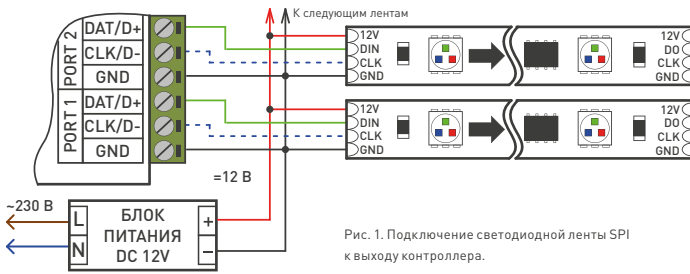 К следующим лентам
PORT 2
DAT/D+
CLK/D-
GND
PORT 1
DAT/D+
CLK/D-
GND
12V
DIN
CLK
GND
12V
DO
CLK
GND
12V
DIN
CLK
GND
12V
DO
CLK
GND
=12 В
~230 В
L
N
БЛОК
ПИТАНИЯ
DC 12V
+
–
Рис. 1. Подключение светодиодной ленты SPI
к выходу контроллера.